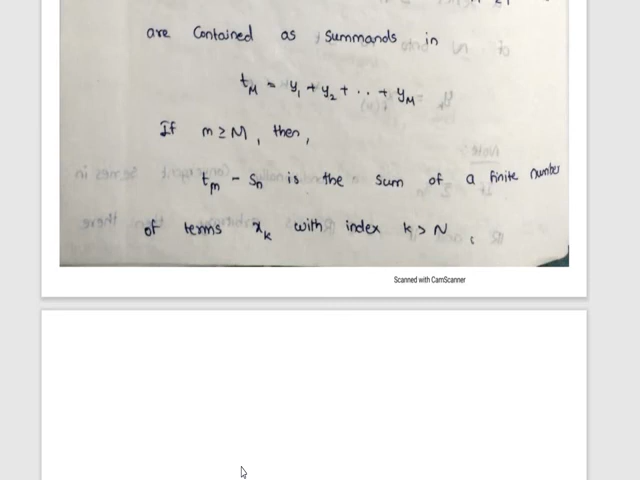 are Contained as Summands in
t_M = y_1 + y_2 + .. + y_M
If m ≥ M, then,
t_m - s_n is the sum of a finite number
of terms x_k with index k > N,
Scanned with CamScanner